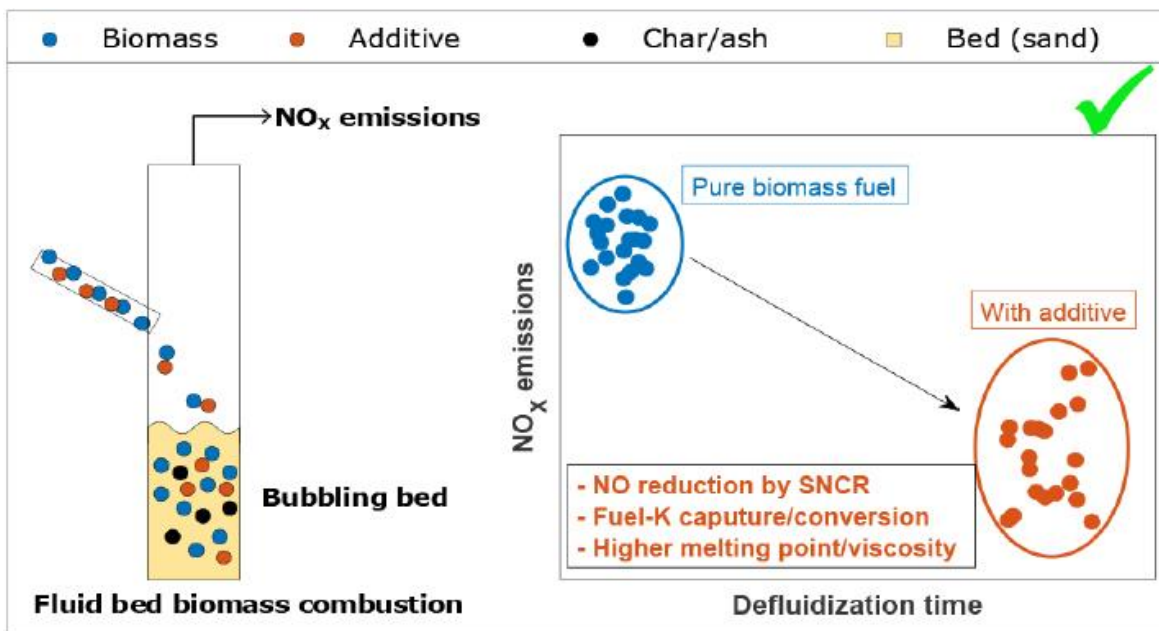 Biomass Additive Char/ash Bed (sand)
NOx emissions
Pure biomass fuel
With additive
NOx emissions
- NO reduction by SNCR
- Fuel-K caputure/conversion
- Higher melting point/viscosity
Bubbling bed
Fluid bed biomass combustion
Defluidization time